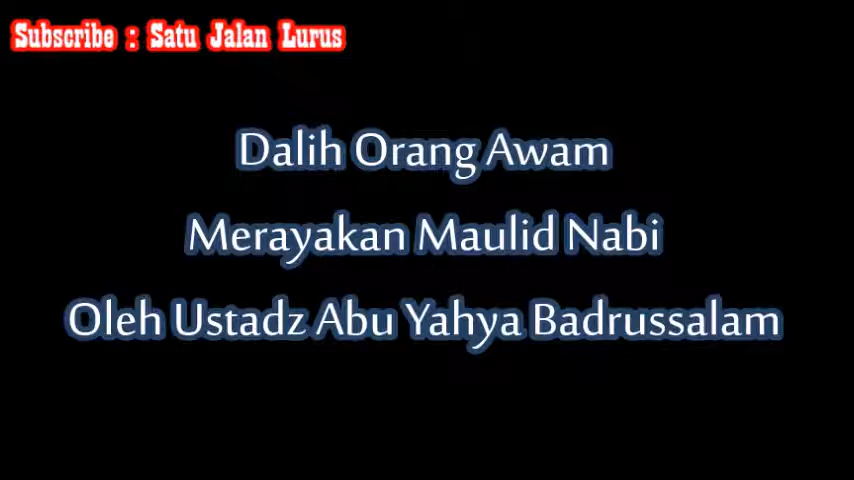 Subscribe : Satu Jalan Lurus
Dalih Orang Awam
Merayakan Maulid Nabi
Oleh Ustadz Abu Yahya Badrussalam